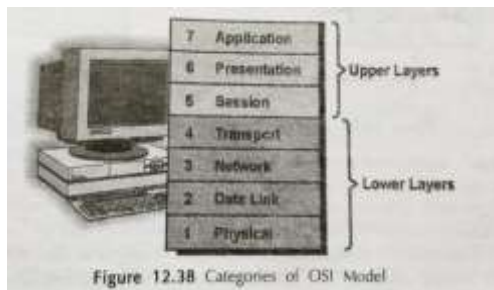 7 Application
6 Presentation
5 Session
Upper Layers
4 Transport
3 Network
2 Data Link
1 Physical
Lower Layers
Figure 12.38 Categories of OSI Model